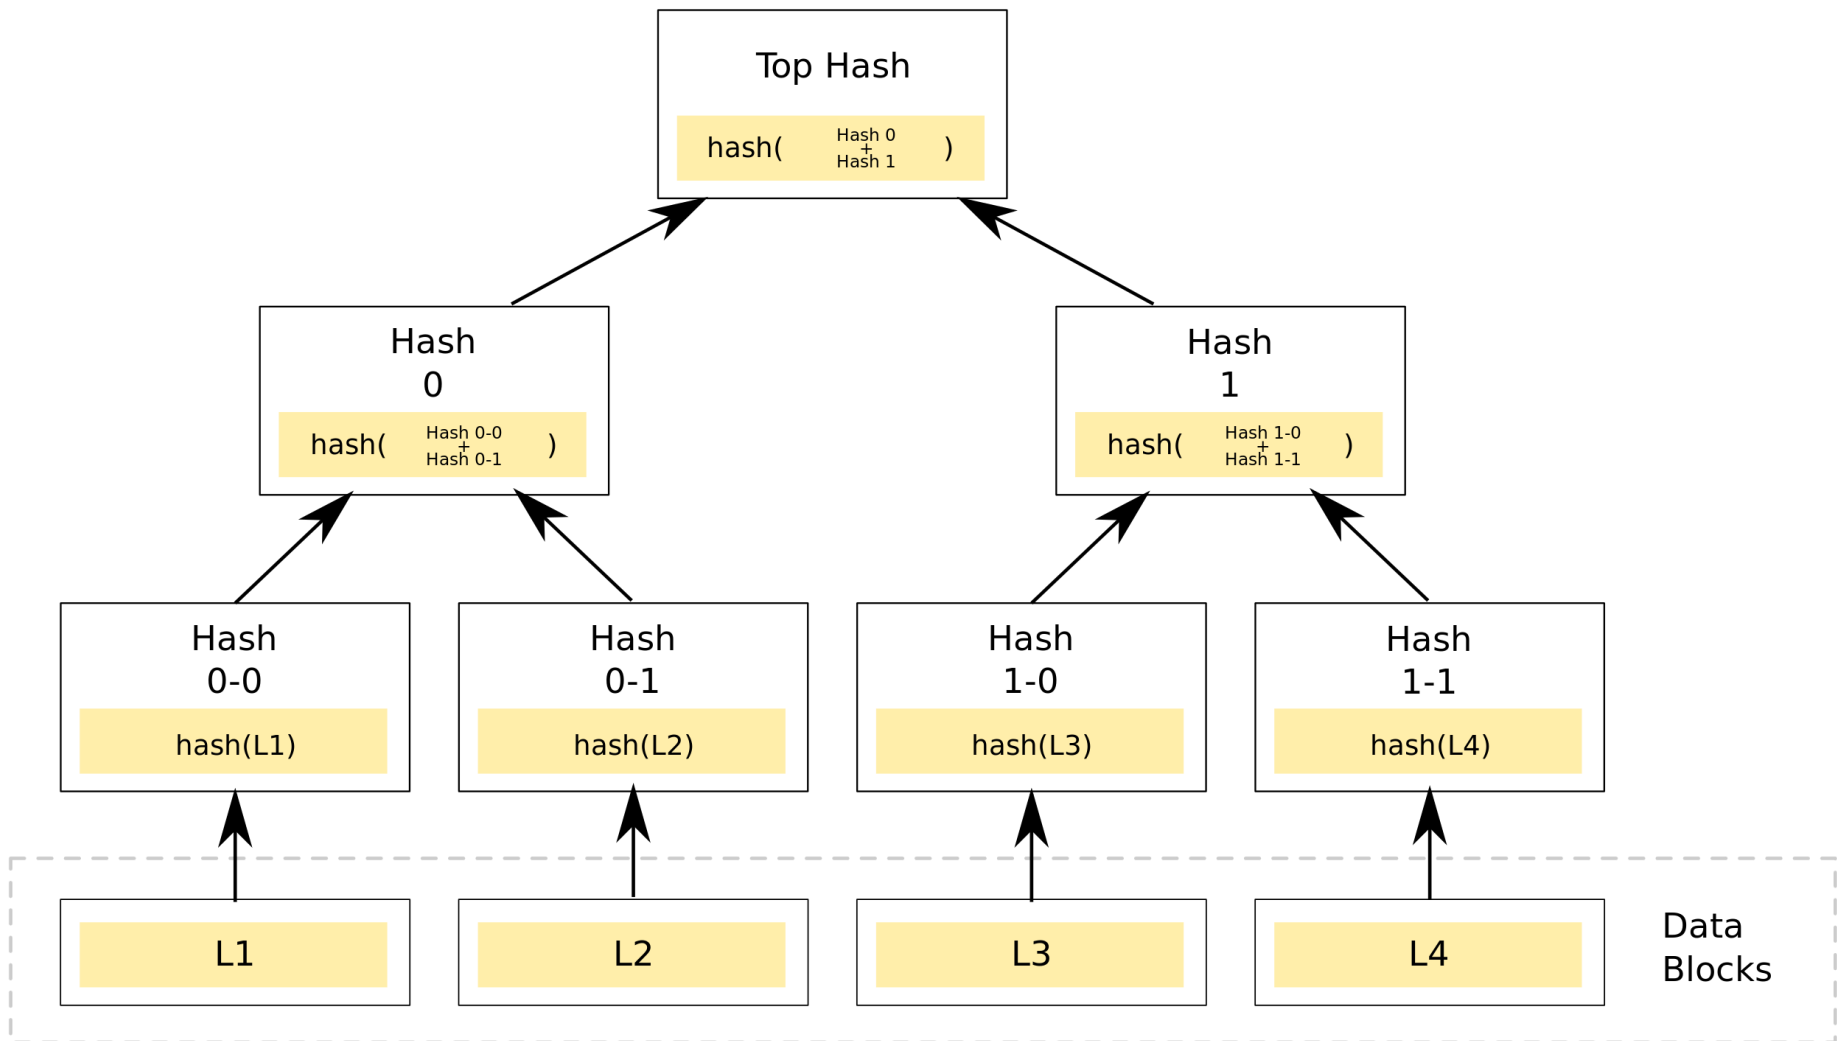 Top Hash
hash( Hash 0 + Hash 1 )
Hash
0
hash( Hash 0-0 + Hash 0-1 )
Hash
1
hash( Hash 1-0 + Hash 1-1 )
Hash
0-0
hash(L1)
Hash
0-1
hash(L2)
Hash
1-0
hash(L3)
Hash
1-1
hash(L4)
L1
L2
L3
L4
Data
Blocks